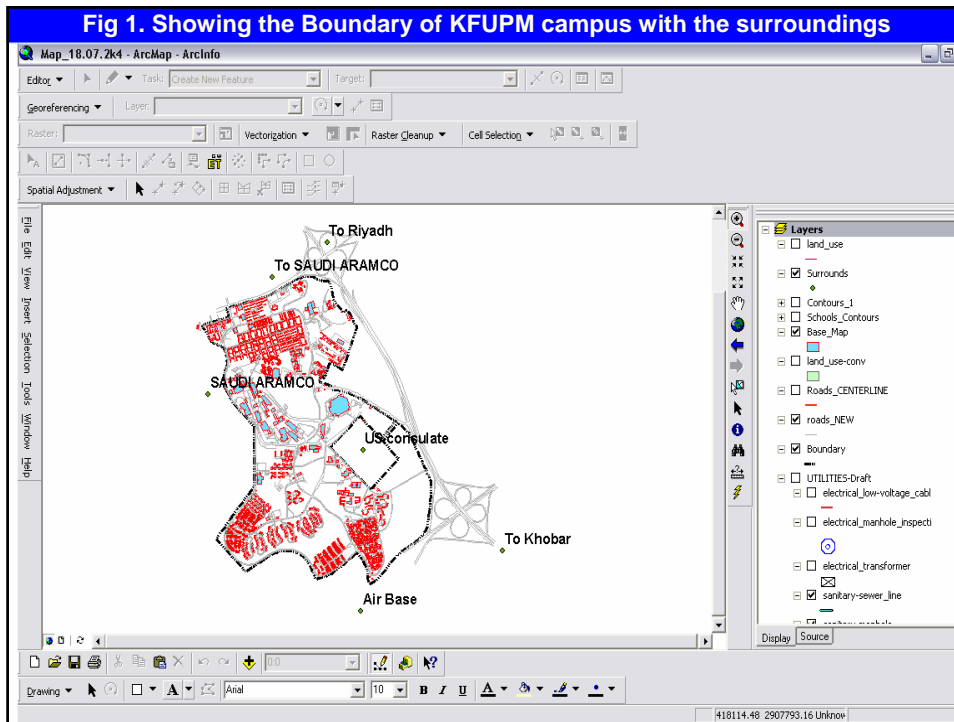 Fig 1. Showing the Boundary of KFUPM campus with the surroundings
Map_18.07.2k4 - ArcMap - ArcInfo
Editor Task: Create New Feature Target:
Georeferencing Layer:
Raster: Vectorization Raster Cleanup Cell Selection
ET
Spatial Adjustment
File Edit View Insert Selection Tools Window Help
To Riyadh
To SAUDI ARAMCO
SAUDI ARAMCO
US consulate
To Khobar
Air Base
Layers
land_use
Surrounds
Contours_1
Schools_Contours
Base_Map
land_use-conv
Roads_CENTERLINE
roads_NEW
Boundary
UTILITIES-Draft
electrical_low-voltage_cabl
electrical_manhole_inspecti
electrical_transformer
sanitary-sewer_line
Display Source
0:0
Drawing A Arial 10 B I U A
418114.48 2907793.16 Unknow